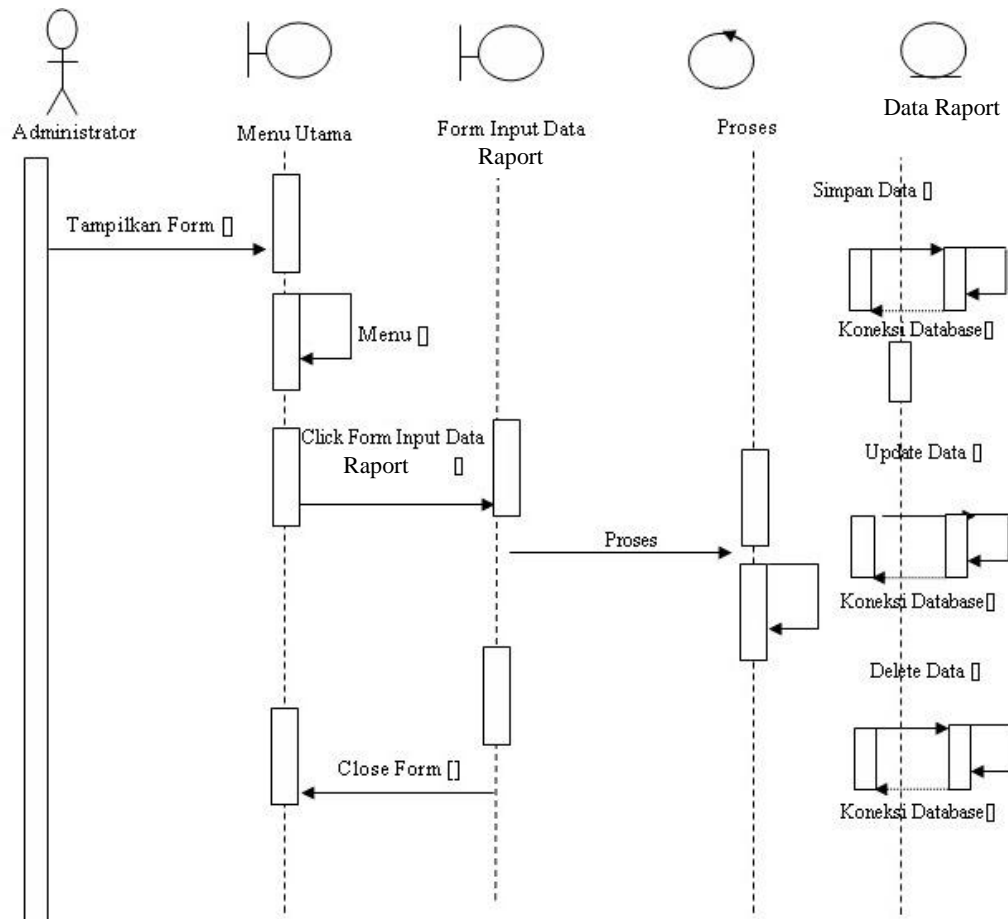 Administrator
Menu Utama
Form Input Data
Raport
Proses
Data Raport
Simpan Data []
Tampilkan Form []
Koneksi Database[]
Menu []
Click Form Input Data
Raport []
Update Data []
Proses
Koneksi Database[]
Delete Data []
Close Form []
Koneksi Database[]